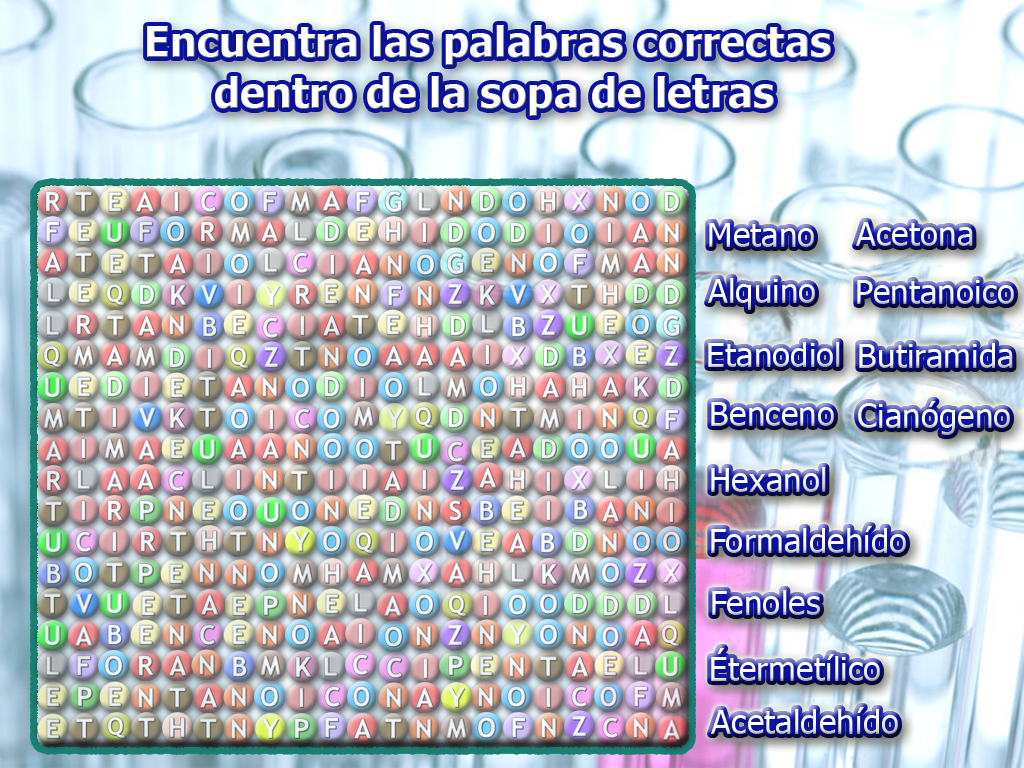 Encuentra las palabras correctas
dentro de la sopa de letras
R T E A I C O F M A F G L N D O H X N O D
F E U F O R M A L D E H I D O D I O I A N
A T E T A I O L C I A N O G E N O F M A N
L E Q D K V I Y R E N F N Z K V X T H D D
L R T A N B E C I A T E H D L B Z U E O G
Q M A M D I Q Z T N O A A A I X D B X E Z
U E D I E T A N O D I O L M O H A H A K D
M T I V K T O I C O M Y Q D N T M I N Q F
A I M A E U A A N O O T U C E A D O O U A
R L A A C L I N T I I A I Z A H I X L I H
T I R P N E O U O N E D N S B E I B A N I
U C I R T H T N Y O Q I O V E A B D N O O
B O T P E N N O M H A M X A H L K M O Z X
T V U E T A E P N E L A O Q I O O D D D L
U A B E N C E N O A I O N Z N Y O N O A Q
L F O R A N B M K L C C I P E N T A E L U
E P E N T A N O I C O N A Y N O I C O F M
E T Q T H T N Y P F A T N M O F N Z C N A
Metano Acetona
Alquino Pentanoico
Etanodiol Butiramida
Benceno Cianógeno
Hexanol
Formaldehído
Fenoles
Étermetílico
Acetaldehído